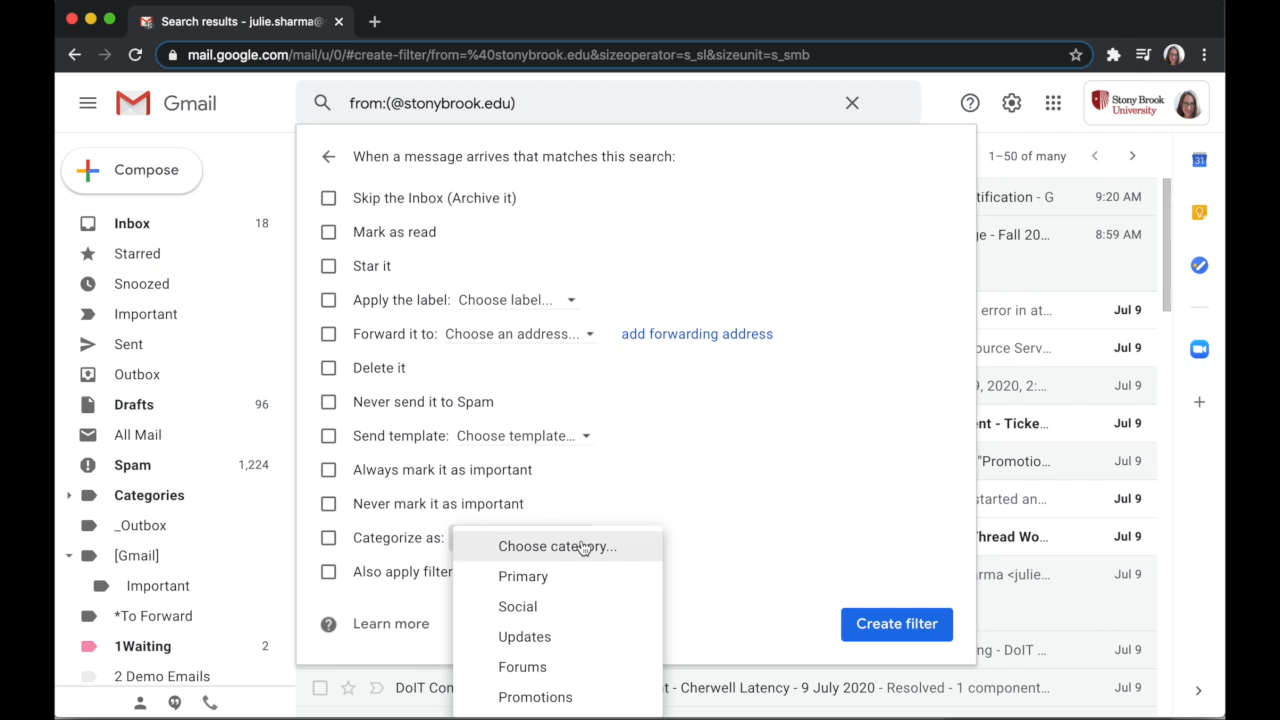 Search results - julie.sharma@
mail.google.com/mail/u/0/#create-filter/from=%40stonybrook.edu&sizeoperator=s_sl&sizeunit=s_smb
Gmail
from:(@stonybrook.edu)
Stony Brook
University
Compose
Inbox 18
Starred
Snoozed
Important
Sent
Outbox
Drafts 96
All Mail
Spam 1,224
Categories
_Outbox
[Gmail]
Important
*To Forward
1Waiting 2
2 Demo Emails
When a message arrives that matches this search:
Skip the Inbox (Archive it)
Mark as read
Star it
Apply the label: Choose label...
Forward it to: Choose an address... add forwarding address
Delete it
Never send it to Spam
Send template: Choose template...
Always mark it as important
Never mark it as important
Categorize as:
Also apply filter
Choose category...
Primary
Social
Updates
Forums
Promotions
Learn more
Create filter
1–50 of many
tification - G 9:20 AM
ge - Fall 20... 8:59 AM
error in at... Jul 9
ource Serv... Jul 9
9, 2020, 2:... Jul 9
nt - Ticke... Jul 9
"Promotio... Jul 9
started an... Jul 9
Thread Wo... Jul 9
rma <julie... Jul 9
ng - DoIT ... Jul 9
DoIT Con t - Cherwell Latency - 9 July 2020 - Resolved - 1 component... Jul 9
31